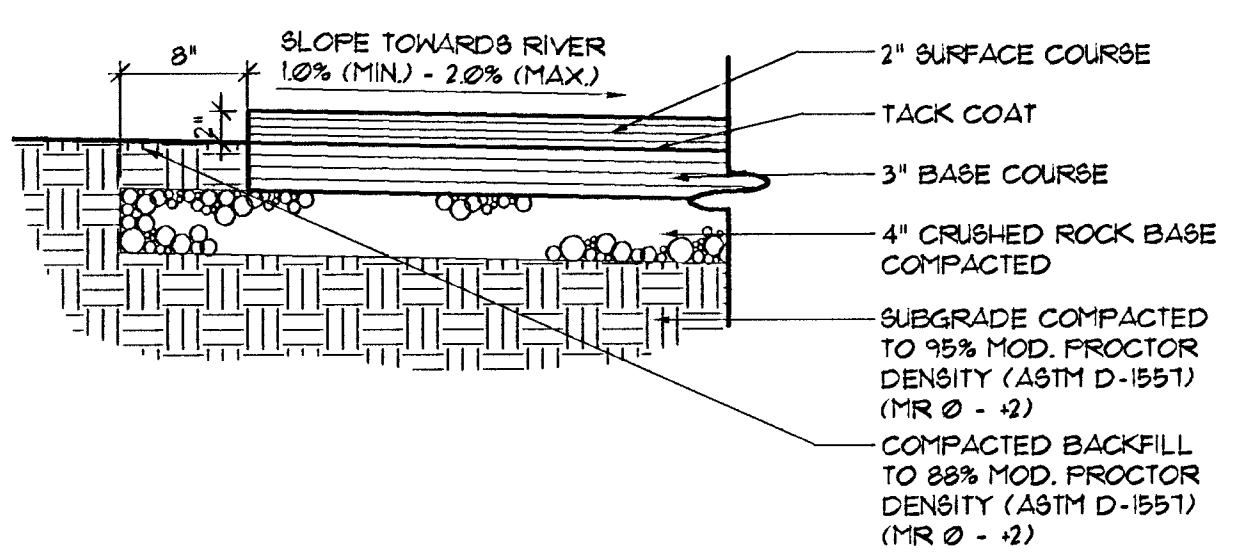 8"
SLOPE TOWARDS RIVER
1.0% (MIN.) - 2.0% (MAX.)
2"
2" SURFACE COURSE
TACK COAT
3" BASE COURSE
4" CRUSHED ROCK BASE
COMPACTED
SUBGRADE COMPACTED
TO 95% MOD. PROCTOR
DENSITY (ASTM D-1557)
(MR 0 - +2)
COMPACTED BACKFILL
TO 88% MOD. PROCTOR
DENSITY (ASTM D-1557)
(MR 0 - +2)